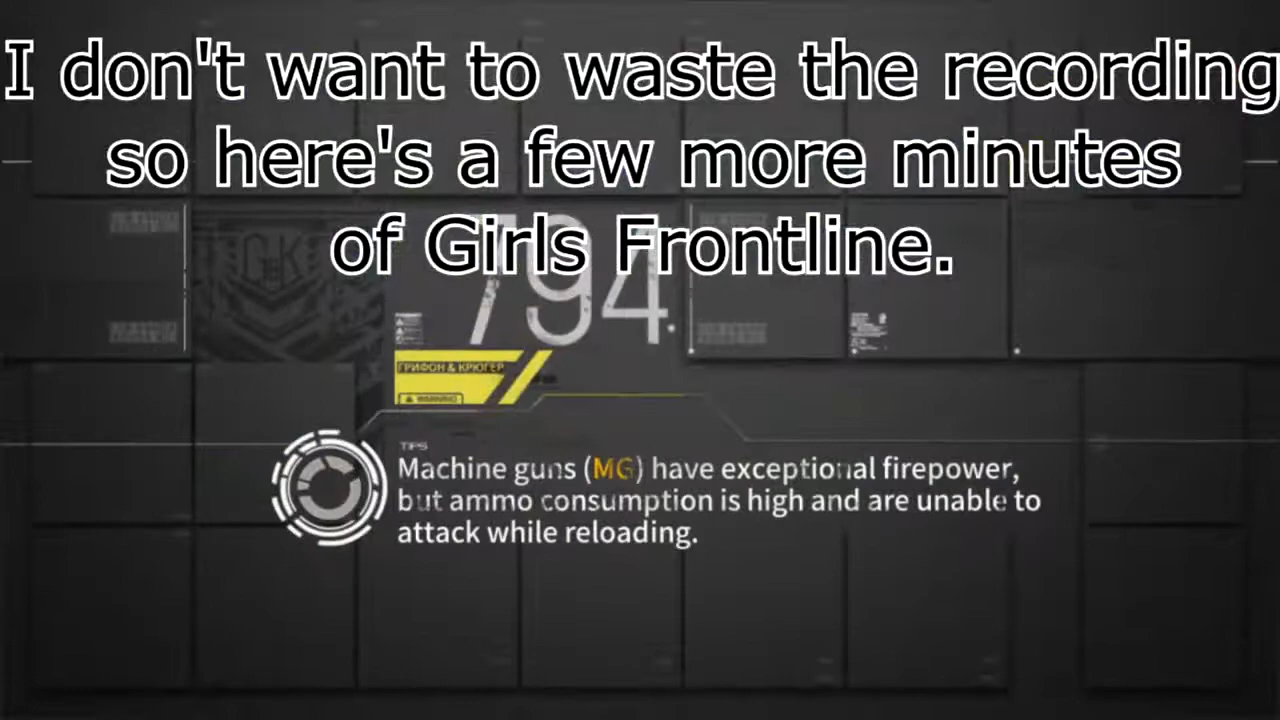 I don't want to waste the recording
so here's a few more minutes
of Girls Frontline.
G&K
794.
ГРИФОН & КРЮГЕР
WARNING
TIPS
Machine guns (MG) have exceptional firepower,
but ammo consumption is high and are unable to
attack while reloading.